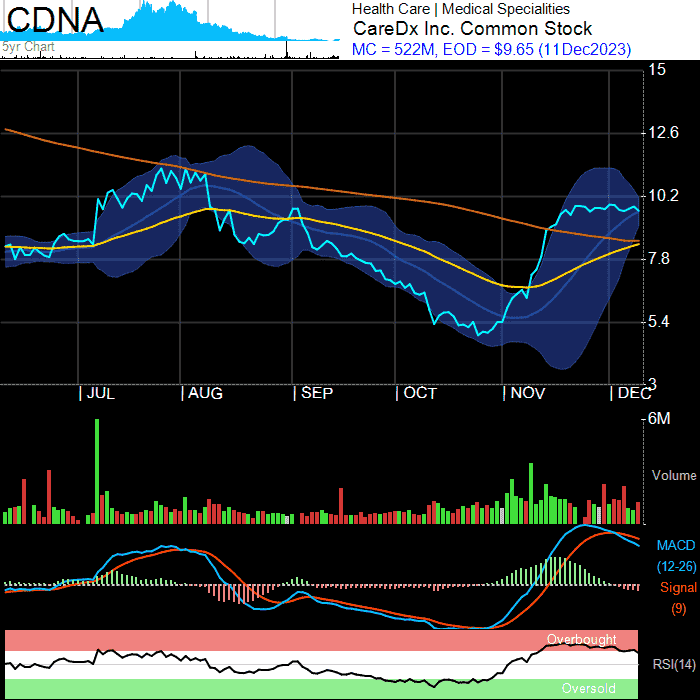 CDNA
5yr Chart
Health Care | Medical Specialities
CareDx Inc. Common Stock
MC = 522M, EOD = $9.65 (11Dec2023)
15
12.6
10.2
7.8
5.4
3
| JUL | AUG | SEP | OCT | NOV | DEC
6M
Volume
MACD
(12-26)
Signal
(9)
Overbought
RSI(14)
Oversold